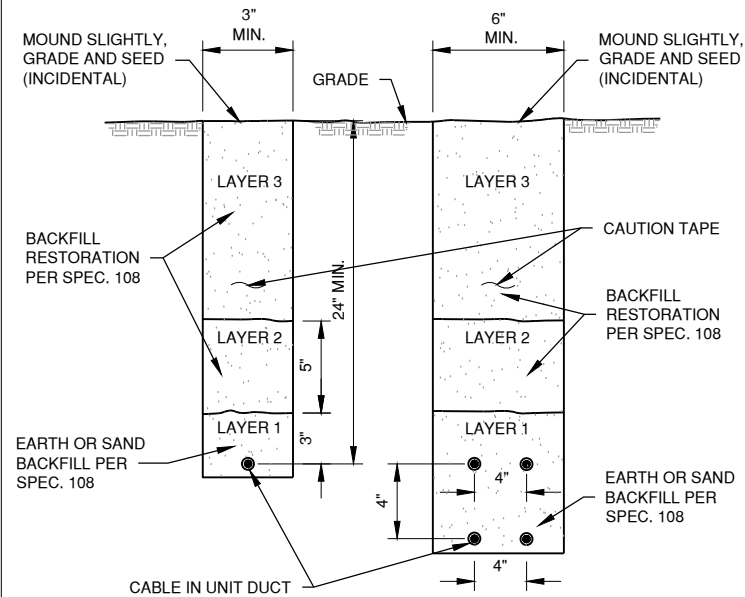 3"
MIN.
6"
MIN.
MOUND SLIGHTLY,
GRADE AND SEED
(INCIDENTAL)
GRADE
MOUND SLIGHTLY,
GRADE AND SEED
(INCIDENTAL)
LAYER 3
LAYER 3
BACKFILL
RESTORATION
PER SPEC. 108
CAUTION TAPE
24" MIN.
BACKFILL
RESTORATION
PER SPEC. 108
LAYER 2
LAYER 2
5"
EARTH OR SAND
BACKFILL PER
SPEC. 108
LAYER 1
3"
LAYER 1
4"
4"
EARTH OR SAND
BACKFILL PER
SPEC. 108
4"
CABLE IN UNIT DUCT